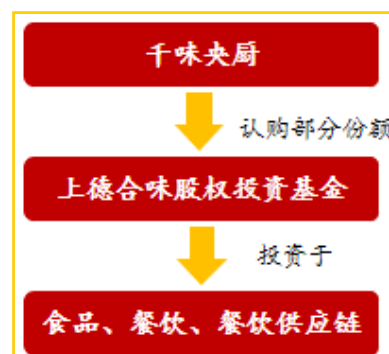 千味央厨
认购部分份额
上德合味股权投资基金
投资于
食品、餐饮、餐饮供应链